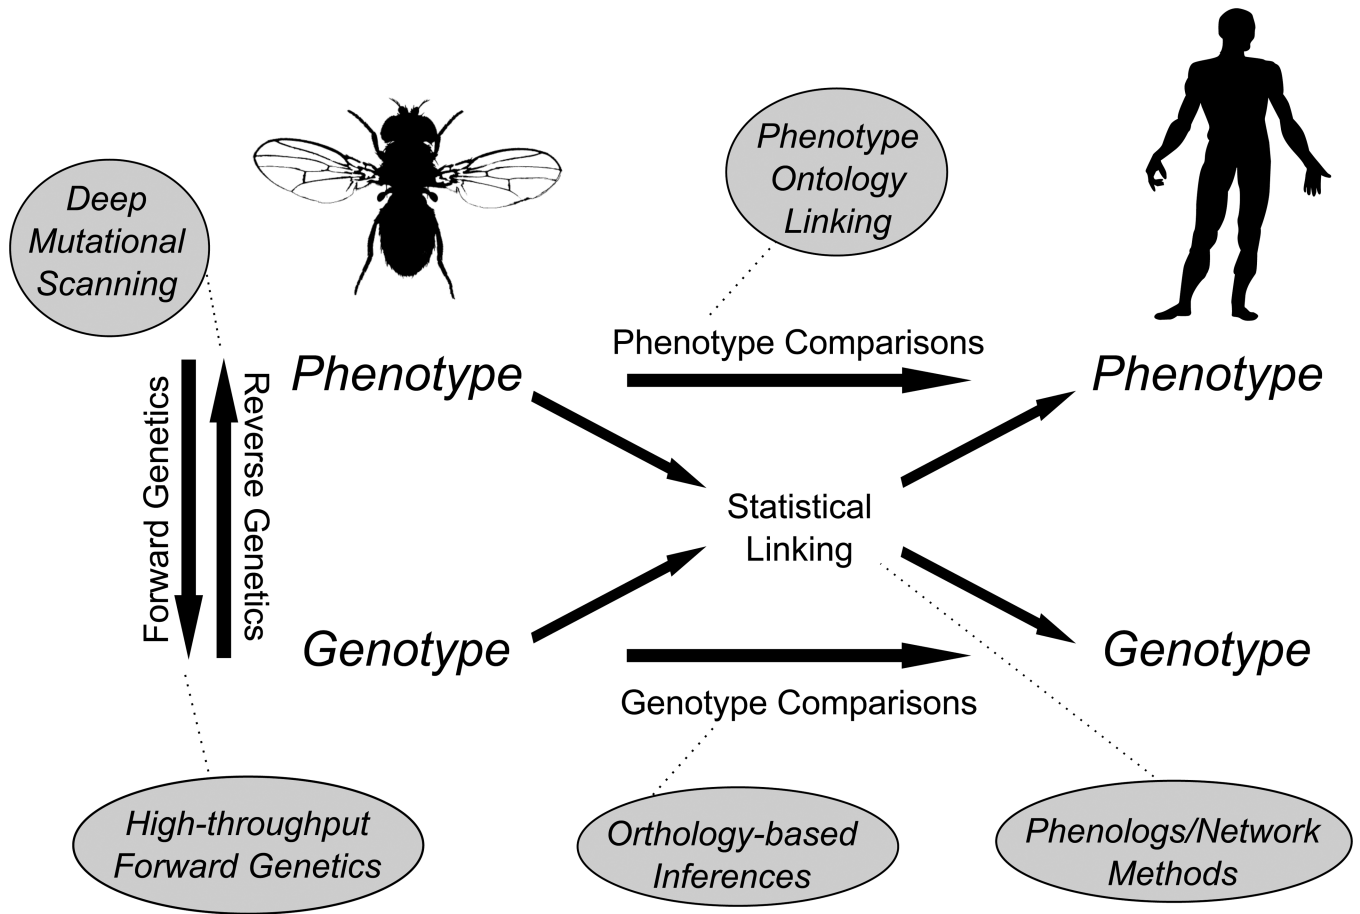 Phenotype
Ontology
Linking
Deep
Mutational
Scanning
Phenotype Comparisons
Phenotype
Phenotype
Forward Genetics
Reverse Genetics
Statistical
Linking
Genotype
Genotype
Genotype Comparisons
High-throughput
Forward Genetics
Orthology-based
Inferences
Phenologs/Network
Methods